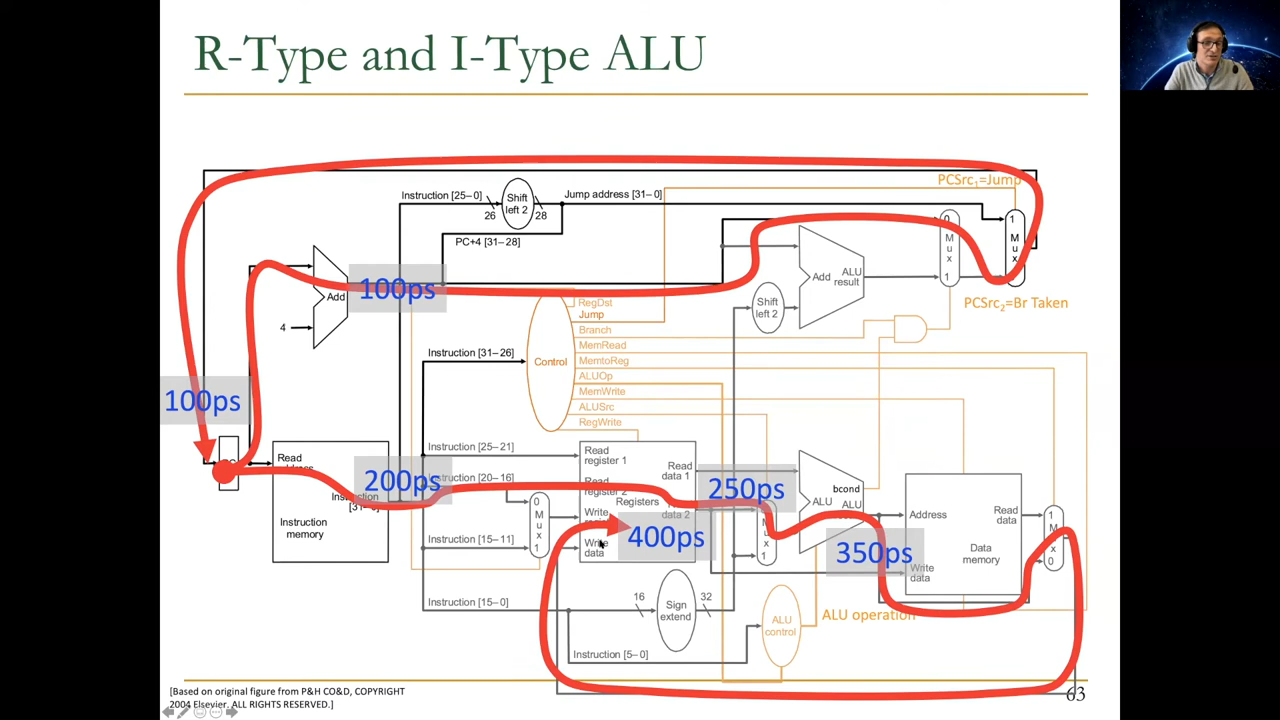 R-Type and I-Type ALU
PCSrc1=Jump
Instruction [25–0]
Shift left 2
Jump address [31–0]
26
28
PC+4 [31–28]
0
M
u
x
1
1
M
u
x
Add
ALU result
Add
100ps
4
Shift left 2
PCSrc2=Br Taken
RegDst
Jump
Branch
MemRead
MemtoReg
ALUOp
MemWrite
ALUSrc
RegWrite
Instruction [31–26]
Control
100ps
Read
Instruction
[31–0]
Instruction memory
200ps
Instruction [25–21]
[20–16]
Instruction [15–11]
Instruction [15–0]
0
M
u
x
1
Read register 1
Read
register 2
Write
Write data
Registers
Read data 1
data 2
400ps
250ps
M
u
x
1
bcond
ALU
ALU
350ps
Address
Read data
Data memory
Write data
1
M
x
0
16
Sign extend
32
ALU control
ALU operation
Instruction [5–0]
[Based on original figure from P&H CO&D, COPYRIGHT
2004 Elsevier. ALL RIGHTS RESERVED.]
63